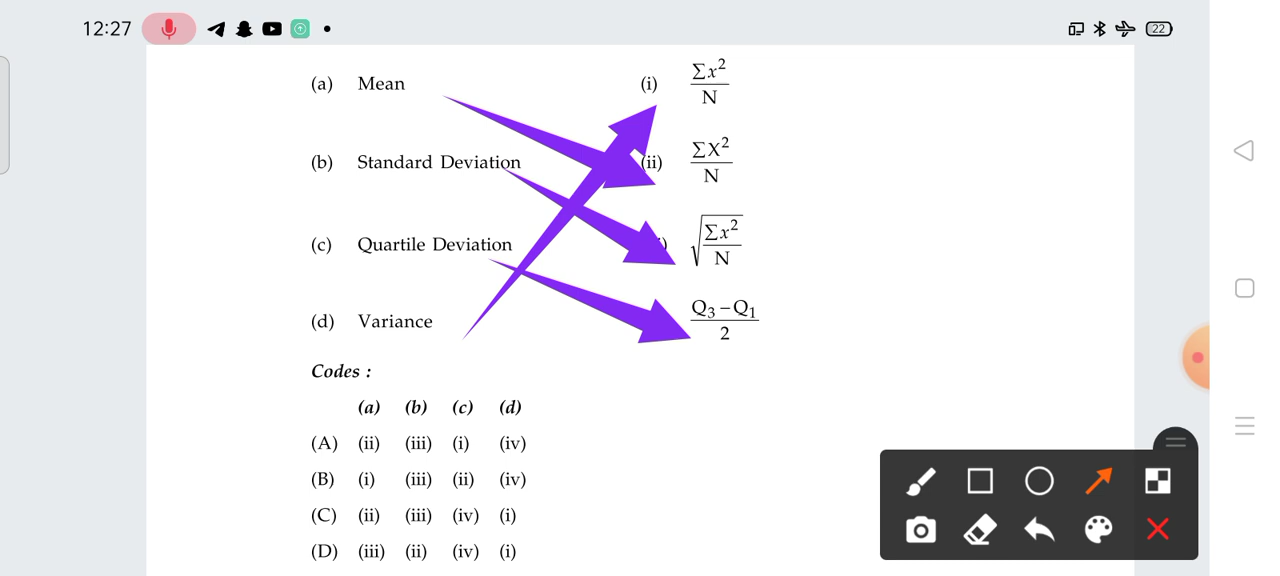 12:27 22
(a) Mean (i) Σx²/N
(b) Standard Deviation (ii) ΣX²/N
(c) Quartile Deviation ) √Σx²/N
(d) Variance Q₃ – Q₁/2
Codes :
(a) (b) (c) (d)
(A) (ii) (iii) (i) (iv)
(B) (i) (iii) (ii) (iv)
(C) (ii) (iii) (iv) (i)
(D) (iii) (ii) (iv) (i)